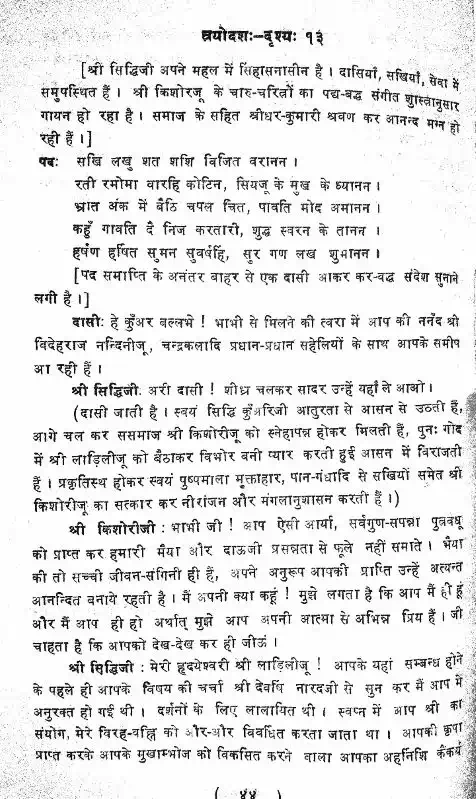 त्रयोदशः-दृश्यः १३
[श्री सिद्धिजी अपने महल में सिंहासनासीन है । दासियाँ, सखियाँ, सेवा में
समुपस्थित हैं । श्री किशोरजू के चारु-चरित्रों का पद्य-बद्ध संगीत शास्त्रानुसार
गायन हो रहा है । समाज के सहित श्रीधर-कुमारी श्रवण कर आनन्द मग्न हो
रही हैं ।]
पदः सखि लखु शत शशि विजित वरानन ।
रती रमोमा वारहि कोटिन, सियजू के मुख के ध्यानन ।
भ्रात अंक में बैठि चपल चित, पावति मोद अमानन ।
कहुँ गावति दै निज करतारी, शुद्ध स्वरन के तानन ।
हर्षण हर्षित सुमन सुवर्षहिं, सुर गण लख शुभानन ।
[पद समाप्ति के अनंतर बाहर से एक दासी आकर कर-बद्ध संदेश सुनाने
लगी है ।]
दासीः हे कुँअर बल्लभे ! भाभी से मिलने की त्वरा में आप की ननँद श्री
विदेहराज नन्दिनीजू, चन्द्रकलादि प्रधान-प्रधान सहेलियों के साथ आपके समीप
आ रही हैं ।
श्री सिद्धिजीः अरी दासी ! शीघ्र चलकर सादर उन्हें यहाँ ले आओ ।
(दासी जाती है । स्वयं सिद्धि कुँअरिजी आतुरता से आसन से उठती हैं,
आगे चल कर ससमाज श्री किशोरीजू को स्नेहापन्न होकर मिलती हैं, पुनः गोद
में श्री लाड़िलीजू को बैठाकर विभोर बनी प्यार करती हुई आसन में विराजती
हैं । प्रकृतिस्थ होकर स्वयं पुष्पमाला मुक्ताहार, पान-गंधादि से सखियों समेत श्री
किशोरीजू का सत्कार कर नीरांजन और मंगलानुशासन करती हैं ।)
श्री किशोरीजीः भाभी जी ! आप ऐसी आर्या, सर्वगुण-सपन्ना पुत्रवधू
को प्राप्त कर हमारी मैया और दाऊजी प्रसन्नता से फूले नहीं समाते । भैया
की तो सच्ची जीवन-संगिनी ही हैं, अपने अनुरूप आपकी प्राप्ति उन्हें अत्यन्त
आनन्दित बनाये रहती है । मैं अपनी क्या कहूं ! मुझे लगता है कि आप मैं ही हूं
और मैं आप ही हो अर्थात् मुझे आप अपनी आत्मा से अभिन्न प्रिय हैं । जी
चाहता है कि आपको देख-देख कर ही जीऊं ।
श्री सिद्धिजीः मेरी हृदयेश्वरी श्री लाड़िलीजू ! आपके यहां सम्बन्ध होने
के पहले ही आपके विषय की चर्चा श्री देवर्षि नारदजी से सुन कर मैं आप में
अनुरक्त हो गई थी । दर्शनों के लिए लालायित थी । स्वप्न में आप श्री का
संयोग, मेरे विरह-वह्नि को और-और विवर्धित करता जाता था । आपकी कृपा
प्राप्त करके आपके मुखाम्भोज को विकसित करने वाला आपका अहर्निशि कैंकर्य
( ४४ )